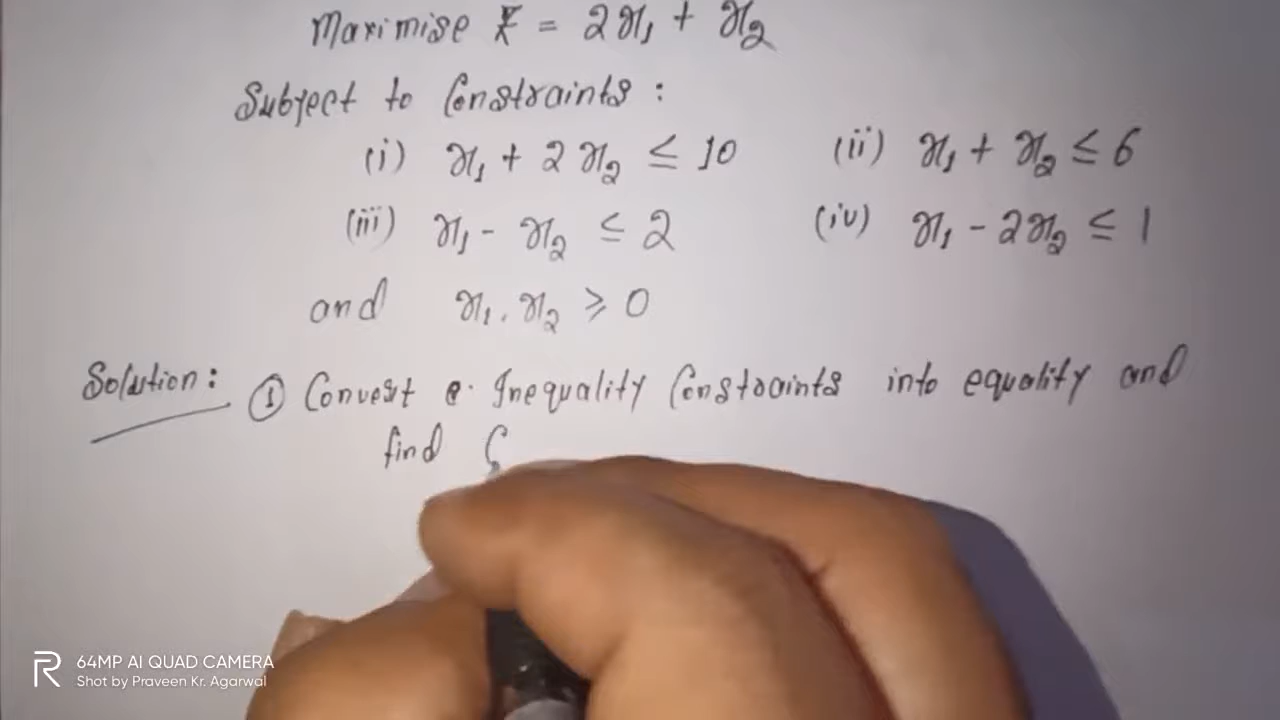 Maximise Z = 2x₁ + x₂
Subject to Constraints :
(i) x₁ + 2x₂ ≤ 10 (ii) x₁ + x₂ ≤ 6
(iii) x₁ - x₂ ≤ 2 (iv) x₁ - 2x₂ ≤ 1
and x₁, x₂ ≥ 0
Solution : ① Convert Inequality Constraints into equality and
find
R 64MP AI QUAD CAMERA
Shot by Praveen Kr. Agarwal